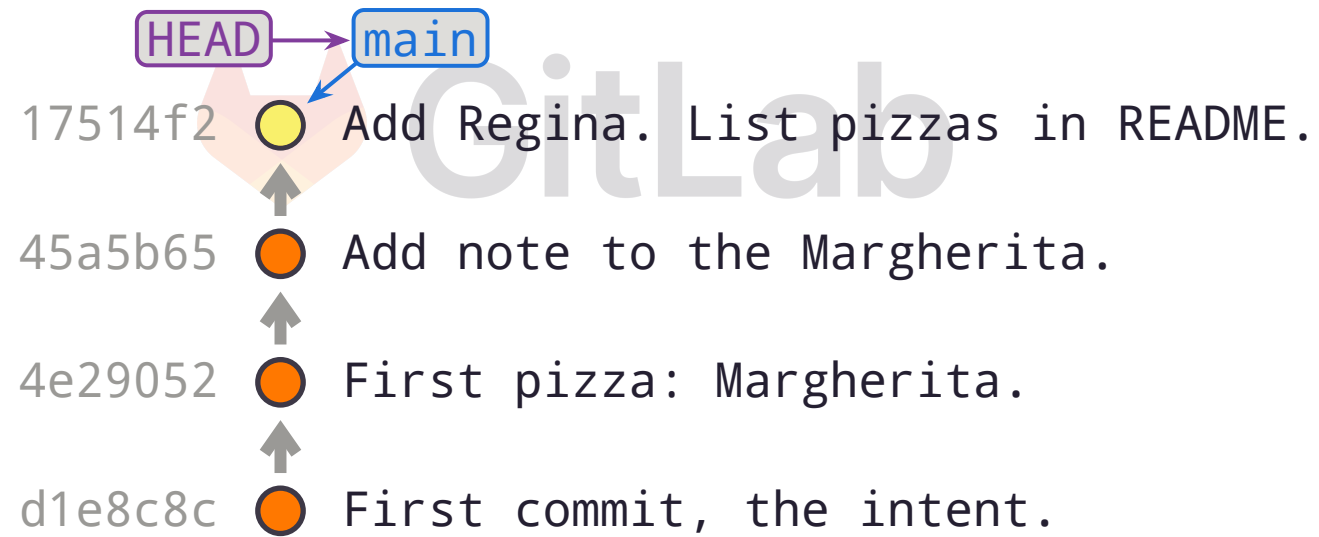 HEAD main
GitLab
17514f2 Add Regina. List pizzas in README.
45a5b65 Add note to the Margherita.
4e29052 First pizza: Margherita.
d1e8c8c First commit, the intent.